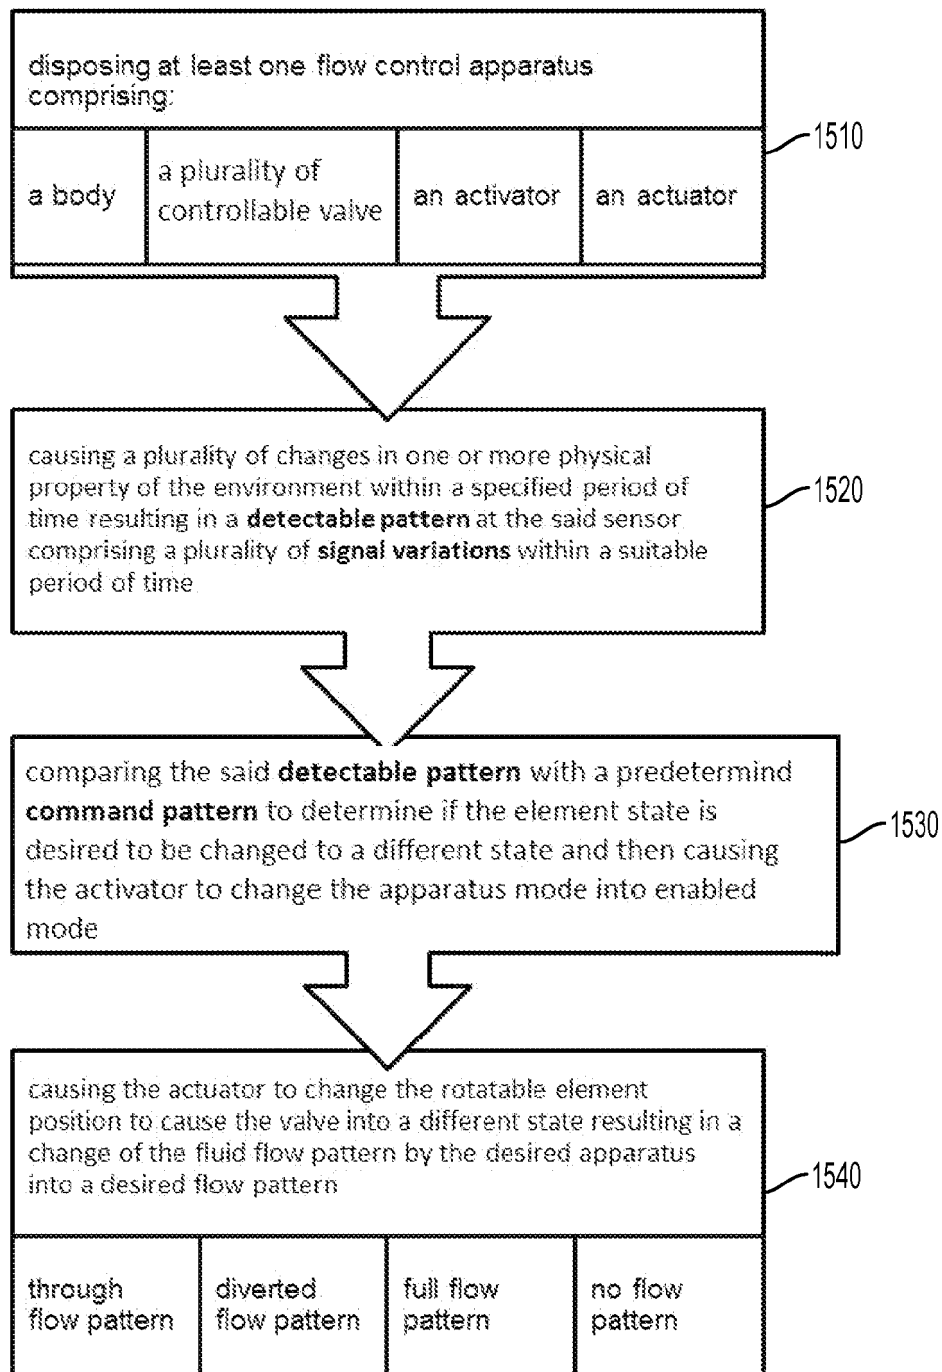 disposing at least one flow control apparatus
comprising:
1510
a body
a plurality of
controllable valve
an activator
an actuator
causing a plurality of changes in one or more physical
property of the environment within a specified period of
time resulting in a detectable pattern at the said sensor
comprising a plurality of signal variations within a suitable
period of time
1520
comparing the said detectable pattern with a predetermind
command pattern to determine if the element state is
desired to be changed to a different state and then causing
the activator to change the apparatus mode into enabled
mode
1530
causing the actuator to change the rotatable element
position to cause the valve into a different state resulting in a
change of the fluid flow pattern by the desired apparatus
into a desired flow pattern
1540
through
flow pattern
diverted
flow pattern
full flow
pattern
no flow
pattern